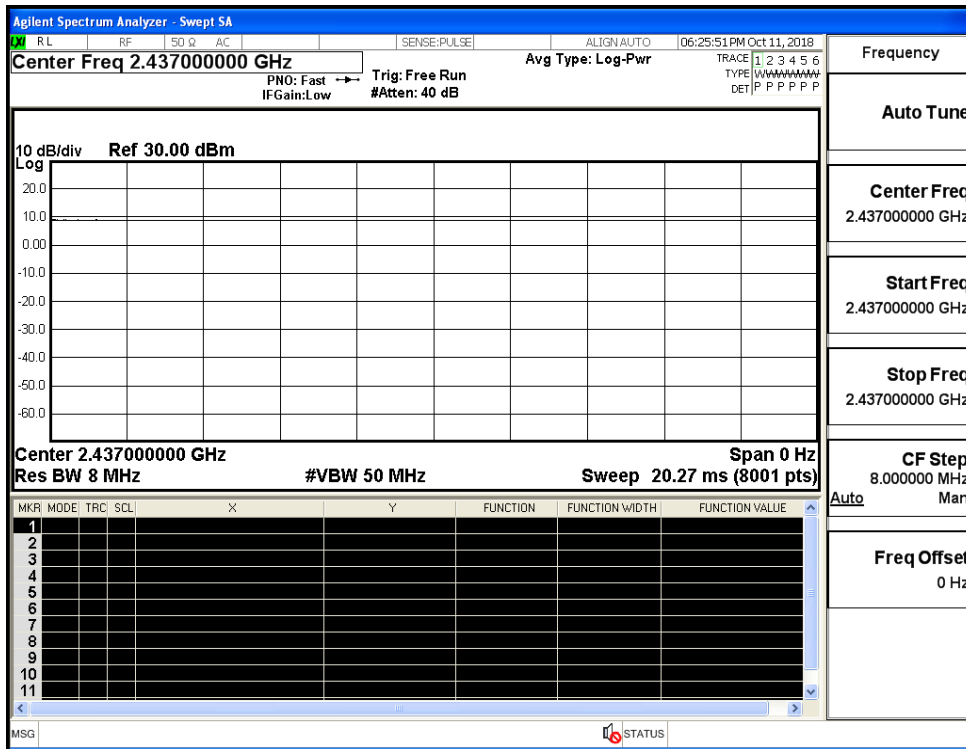 Agilent Spectrum Analyzer - Swept SA
LXI RL RF 50 Ω AC SENSE:PULSE ALIGN AUTO 06:25:51 PM Oct 11, 2018
Center Freq 2.437000000 GHz
PNO: Fast
IFGain:Low
Trig: Free Run
#Atten: 40 dB
Avg Type: Log-Pwr
TRACE 1 2 3 4 5 6
TYPE WWWWWW
DET P P P P P P
10 dB/div Ref 30.00 dBm
Log
20.0
10.0
0.00
-10.0
-20.0
-30.0
-40.0
-50.0
-60.0
Center 2.437000000 GHz Span 0 Hz
Res BW 8 MHz #VBW 50 MHz Sweep 20.27 ms (8001 pts)
MKR MODE TRC SCL X Y FUNCTION FUNCTION WIDTH FUNCTION VALUE
1
2
3
4
5
6
7
8
9
10
11
MSG STATUS
Frequency
Auto Tune
Center Freq
2.437000000 GHz
Start Freq
2.437000000 GHz
Stop Freq
2.437000000 GHz
CF Step
8.000000 MHz
Auto Man
Freq Offset
0 Hz